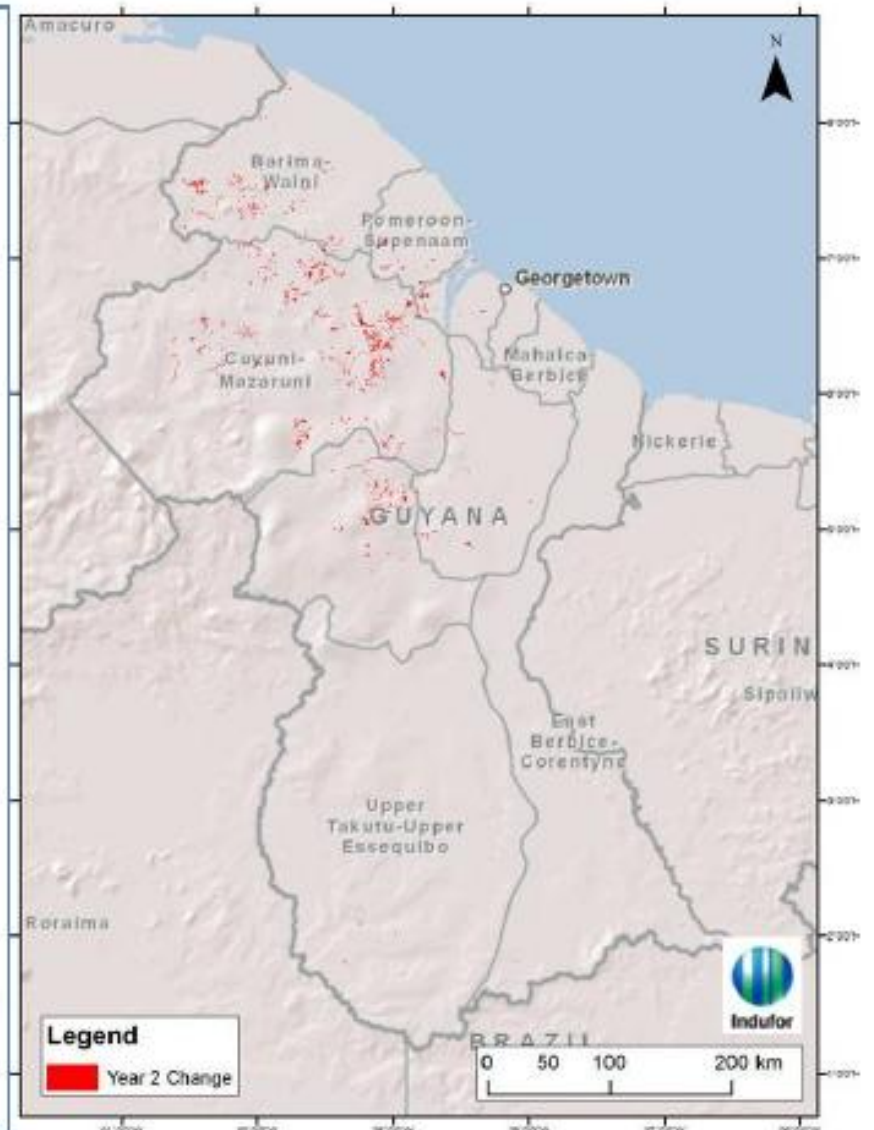 Amacuro
N
Barima-
Waini
Pomeroon-
Supenaam
Georgetown
Cuyuni-
Mazaruni
Mahaica-
Berbice
Nickerie
GUYANA
SURIN
Sipaliw
East
Berbice-
Corentyne
Upper
Takutu-Upper
Essequibo
Roraima
Indufor
BRAZIL
Legend
Year 2 Change
0 50 100 200 km